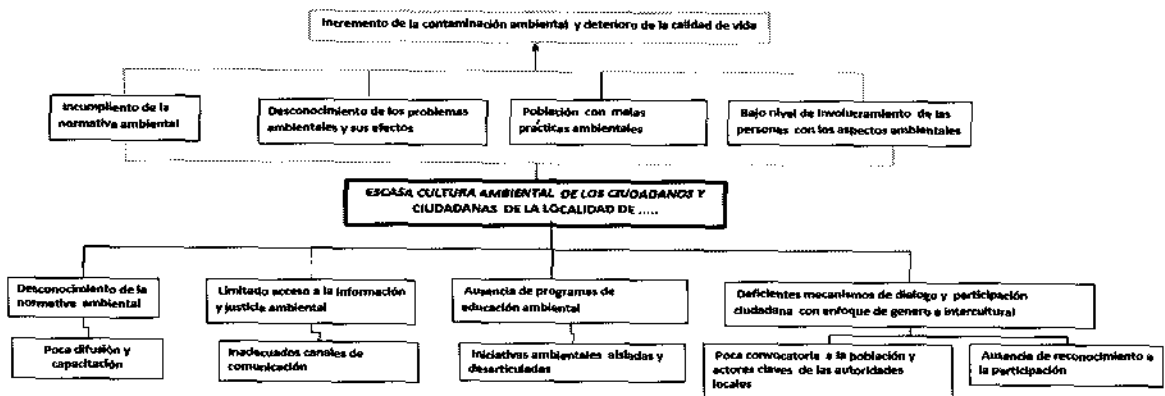 Incremento de la contaminación ambiental y deterioro de la calidad de vida
Incumpliento de la
normativa ambiental
Desconocimiento de los problemas
ambientales y sus efectos
Población con malas
prácticas ambientales
Bajo nivel de involucramiento de las
personas con los aspectos ambientales
ESCASA CULTURA AMBIENTAL DE LOS CIUDADANOS Y
CIUDADANAS DE LA LOCALIDAD DE .....
Desconocimiento de la
normativa ambiental
Limitado acceso a la información
y justicia ambiental
Ausencia de programas de
educación ambiental
Deficientes mecanismos de dialogo y participación
ciudadana con enfoque de genero e intercultural
Poca difusión y
capacitación
Inadecuados canales de
comunicación
Iniciativas ambientales aisladas y
desarticuladas
Poca convocatoria a la población y
actores claves de las autoridades
locales
Ausencia de reconocimiento a
la participación